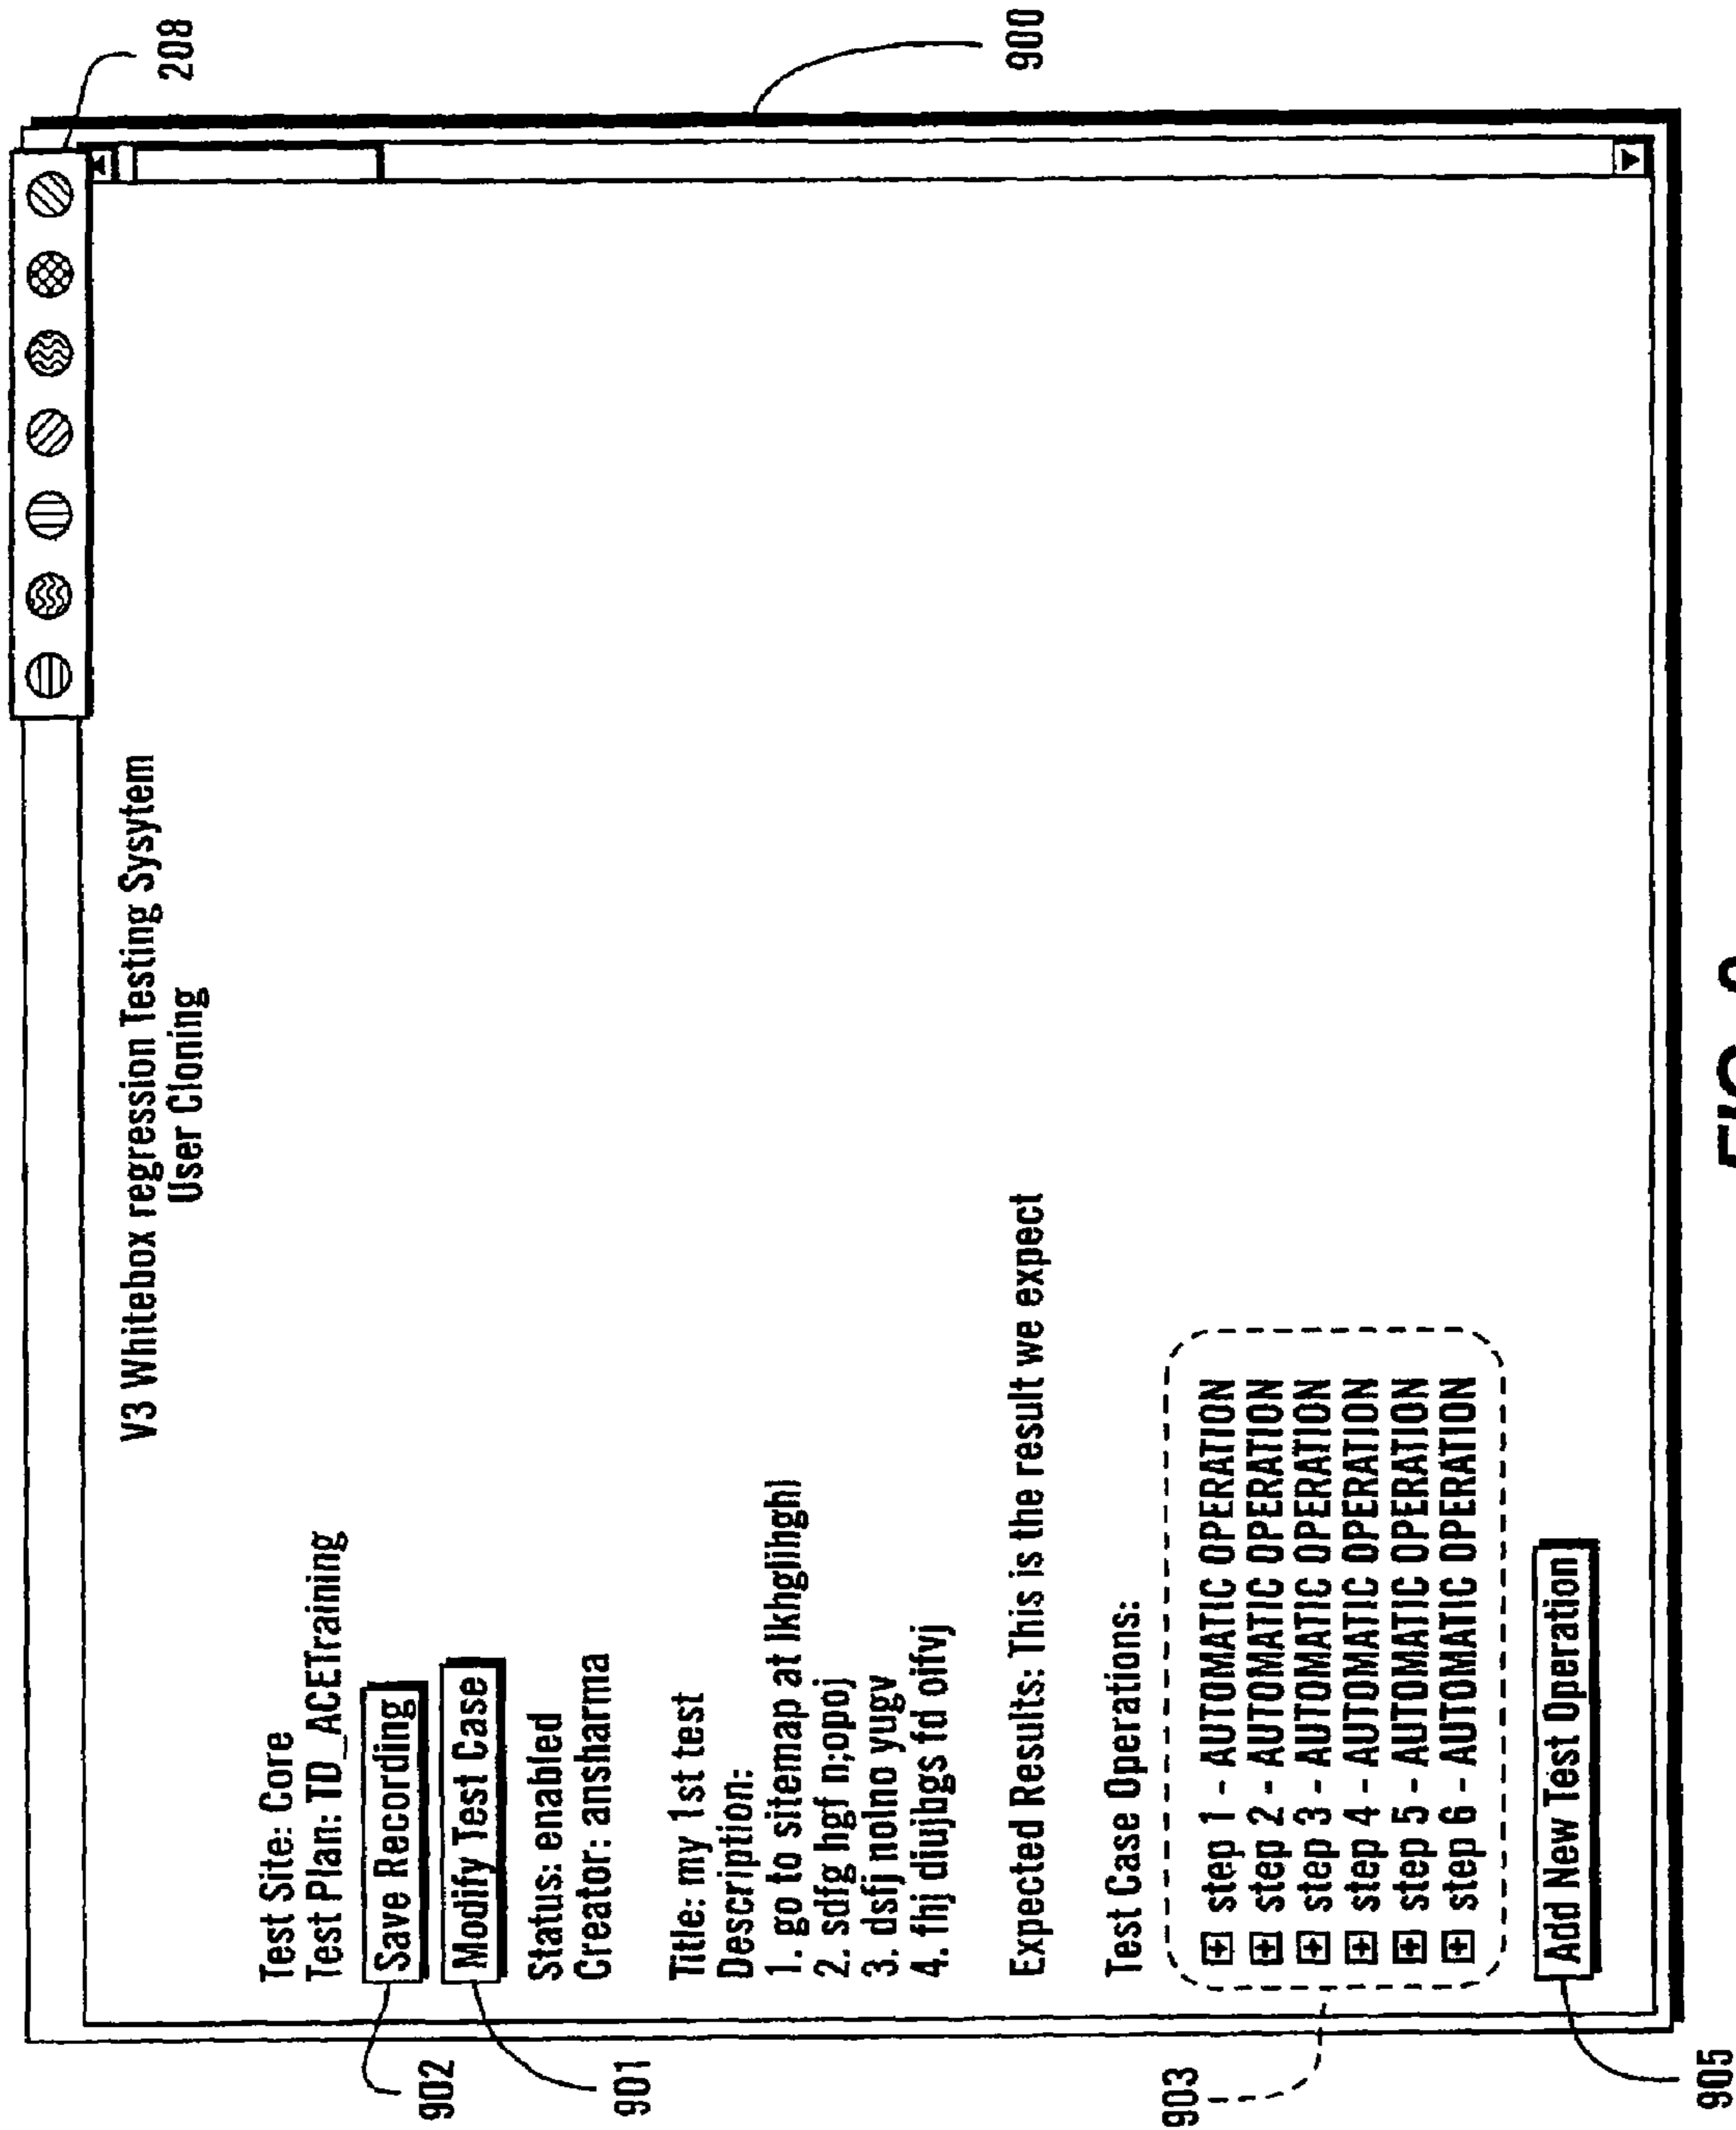 208
V3 Whitebox regression Testing Sysytem
User Cloning
Test Site: Core
Test Plan: TD_ACETraining
902
Save Recording
901
Modify Test Case
Status: enabled
Creator: ansharma
Title: my 1st test
Description:
1. go to sitemap at lkhglihghl
2. sdfg hgf n;opoj
3. dsfj nolno yugv
4. fhj diujbgs fd oifvj
900
Expected Results: This is the result we expect
Test Case Operations:
903
+ step 1 - AUTOMATIC OPERATION
+ step 2 - AUTOMATIC OPERATION
+ step 3 - AUTOMATIC OPERATION
+ step 4 - AUTOMATIC OPERATION
+ step 5 - AUTOMATIC OPERATION
+ step 6 - AUTOMATIC OPERATION
905
Add New Test Operation
FIG.